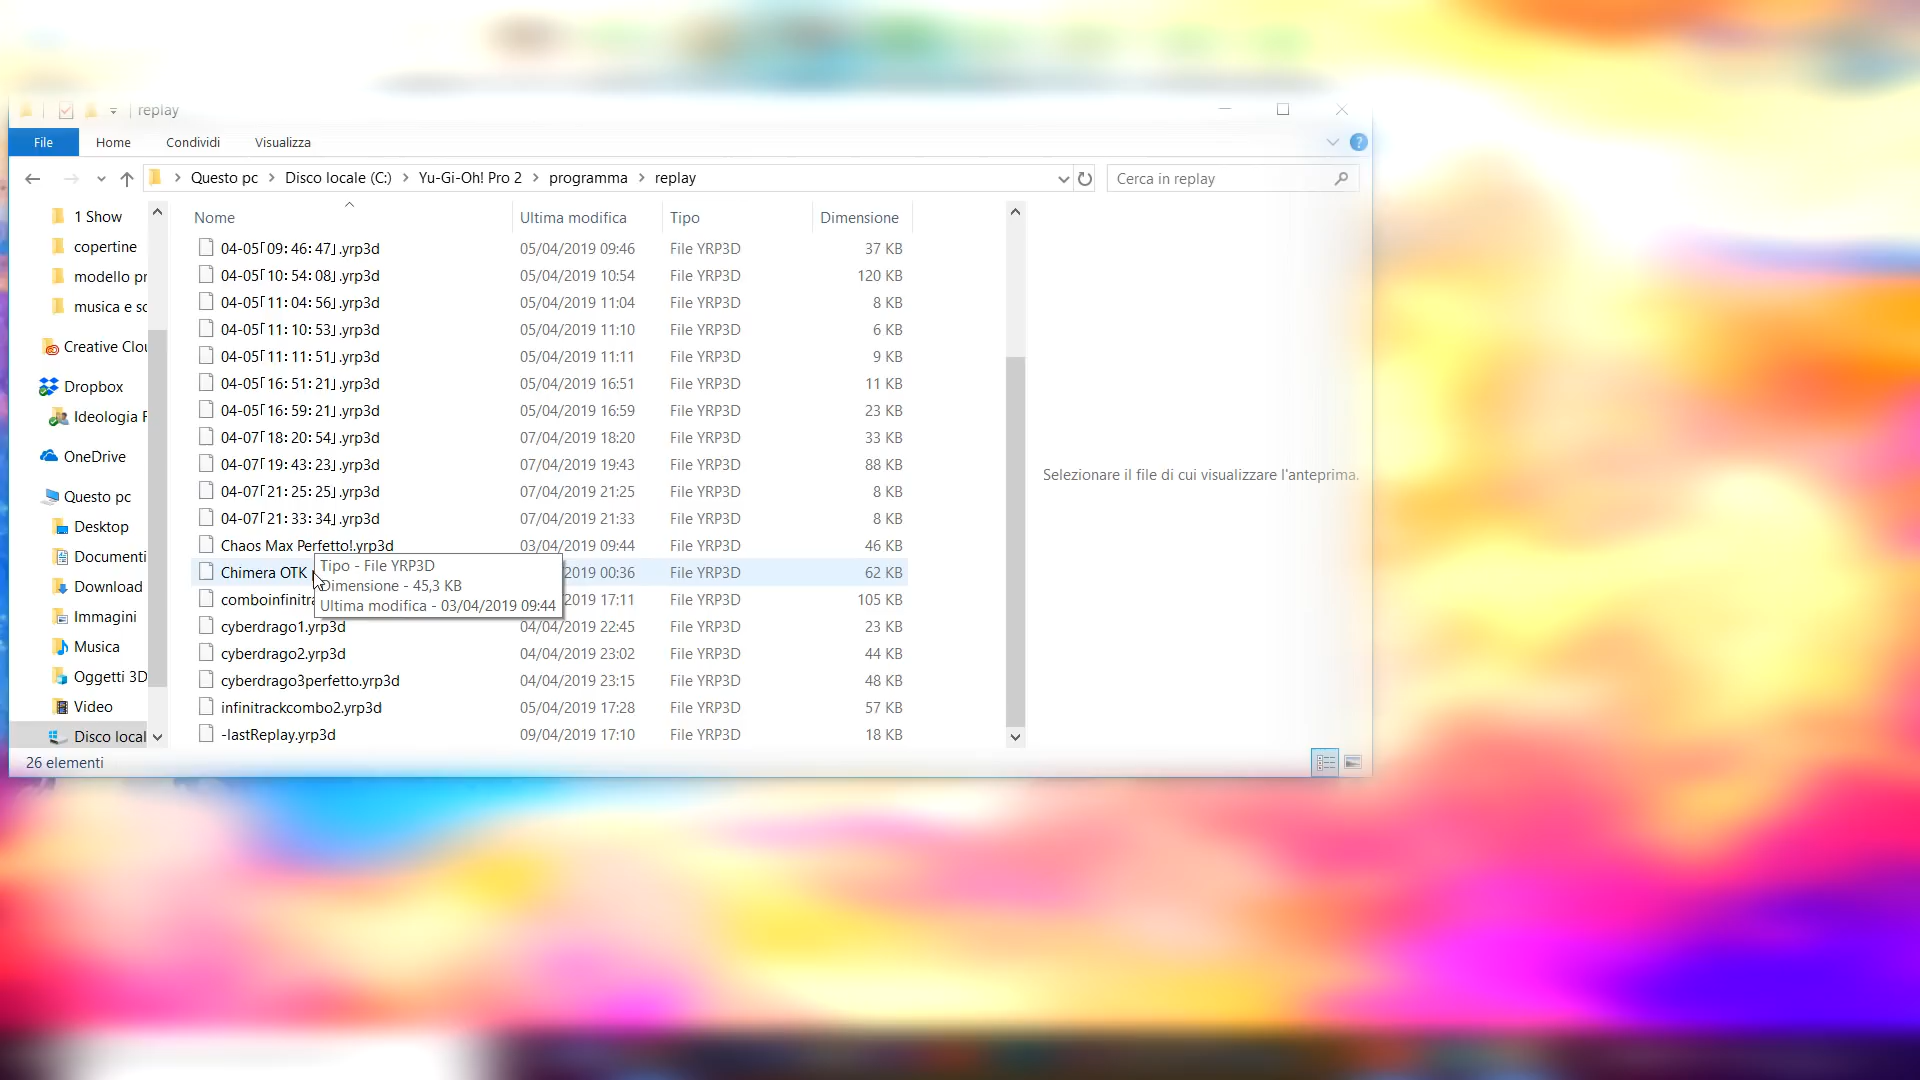 replay
File Home Condividi Visualizza
Questo pc Disco locale (C:) Yu-Gi-Oh! Pro 2 programma replay
Cerca in replay
1 Show
copertine
modello pr
musica e sc
Creative Clou
Dropbox
Ideologia F
OneDrive
Questo pc
Desktop
Documenti
Download
Immagini
Musica
Oggetti 3D
Video
Disco local
Nome Ultima modifica Tipo Dimensione
04-05「09:46:47」.yrp3d 05/04/2019 09:46 File YRP3D 37 KB
04-05「10:54:08」.yrp3d 05/04/2019 10:54 File YRP3D 120 KB
04-05「11:04:56」.yrp3d 05/04/2019 11:04 File YRP3D 8 KB
04-05「11:10:53」.yrp3d 05/04/2019 11:10 File YRP3D 6 KB
04-05「11:11:51」.yrp3d 05/04/2019 11:11 File YRP3D 9 KB
04-05「16:51:21」.yrp3d 05/04/2019 16:51 File YRP3D 11 KB
04-05「16:59:21」.yrp3d 05/04/2019 16:59 File YRP3D 23 KB
04-07「18:20:54」.yrp3d 07/04/2019 18:20 File YRP3D 33 KB
04-07「19:43:23」.yrp3d 07/04/2019 19:43 File YRP3D 88 KB
04-07「21:25:25」.yrp3d 07/04/2019 21:25 File YRP3D 8 KB
04-07「21:33:34」.yrp3d 07/04/2019 21:33 File YRP3D 8 KB
Chaos Max Perfetto!.yrp3d 03/04/2019 09:44 File YRP3D 46 KB
Chimera OTK 2019 00:36 File YRP3D 62 KB
comboinfinitra 2019 17:11 File YRP3D 105 KB
cyberdrago1.yrp3d 04/04/2019 22:45 File YRP3D 23 KB
cyberdrago2.yrp3d 04/04/2019 23:02 File YRP3D 44 KB
cyberdrago3perfetto.yrp3d 04/04/2019 23:15 File YRP3D 48 KB
infinitrackcombo2.yrp3d 05/04/2019 17:28 File YRP3D 57 KB
-lastReplay.yrp3d 09/04/2019 17:10 File YRP3D 18 KB
Tipo - File YRP3D
Dimensione - 45,3 KB
Ultima modifica - 03/04/2019 09:44
Selezionare il file di cui visualizzare l'anteprima.
26 elementi